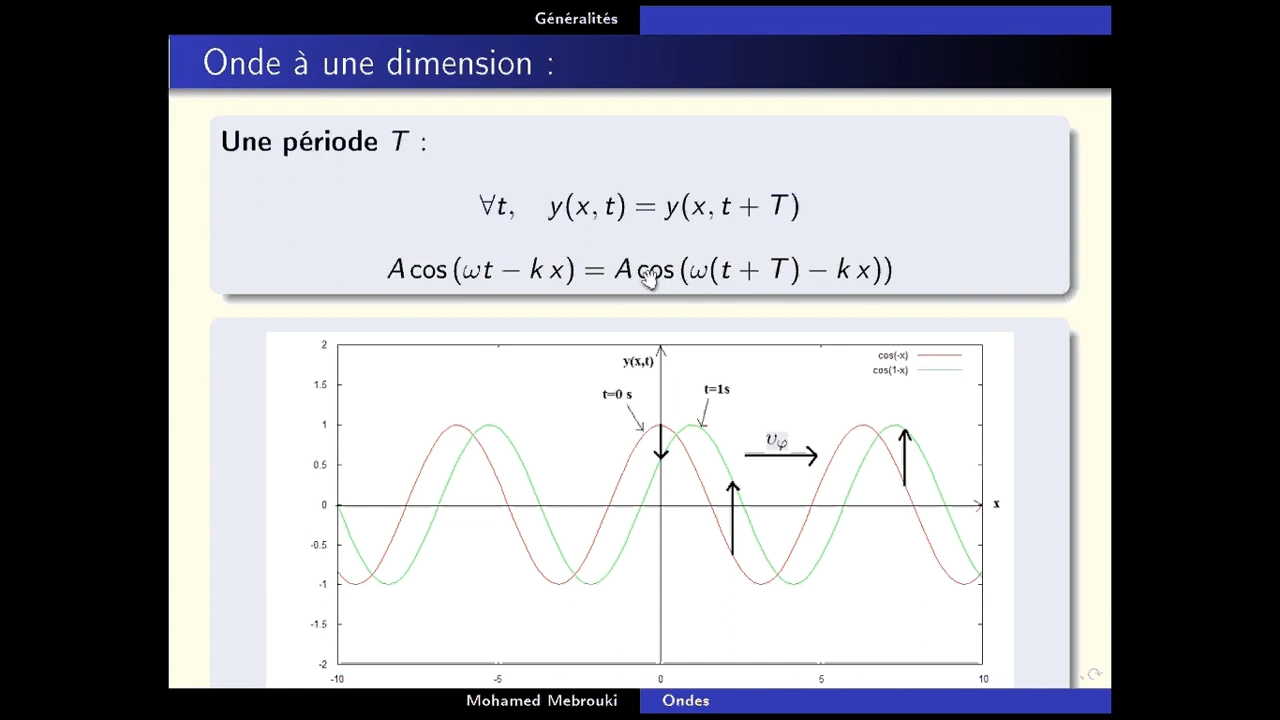 Généralités
Onde à une dimension :
Une période T :
∀t, y(x, t) = y(x, t + T)
A cos (ωt − k x) = A cos (ω(t + T) − k x))
2
1.5
1
0.5
0
-0.5
-1
-1.5
-2
-10
-5
0
5
10
y(x,t)
cos(-x)
cos(1-x)
t=0 s
t=1s
υφ
x
Mohamed Mebrouki
Ondes